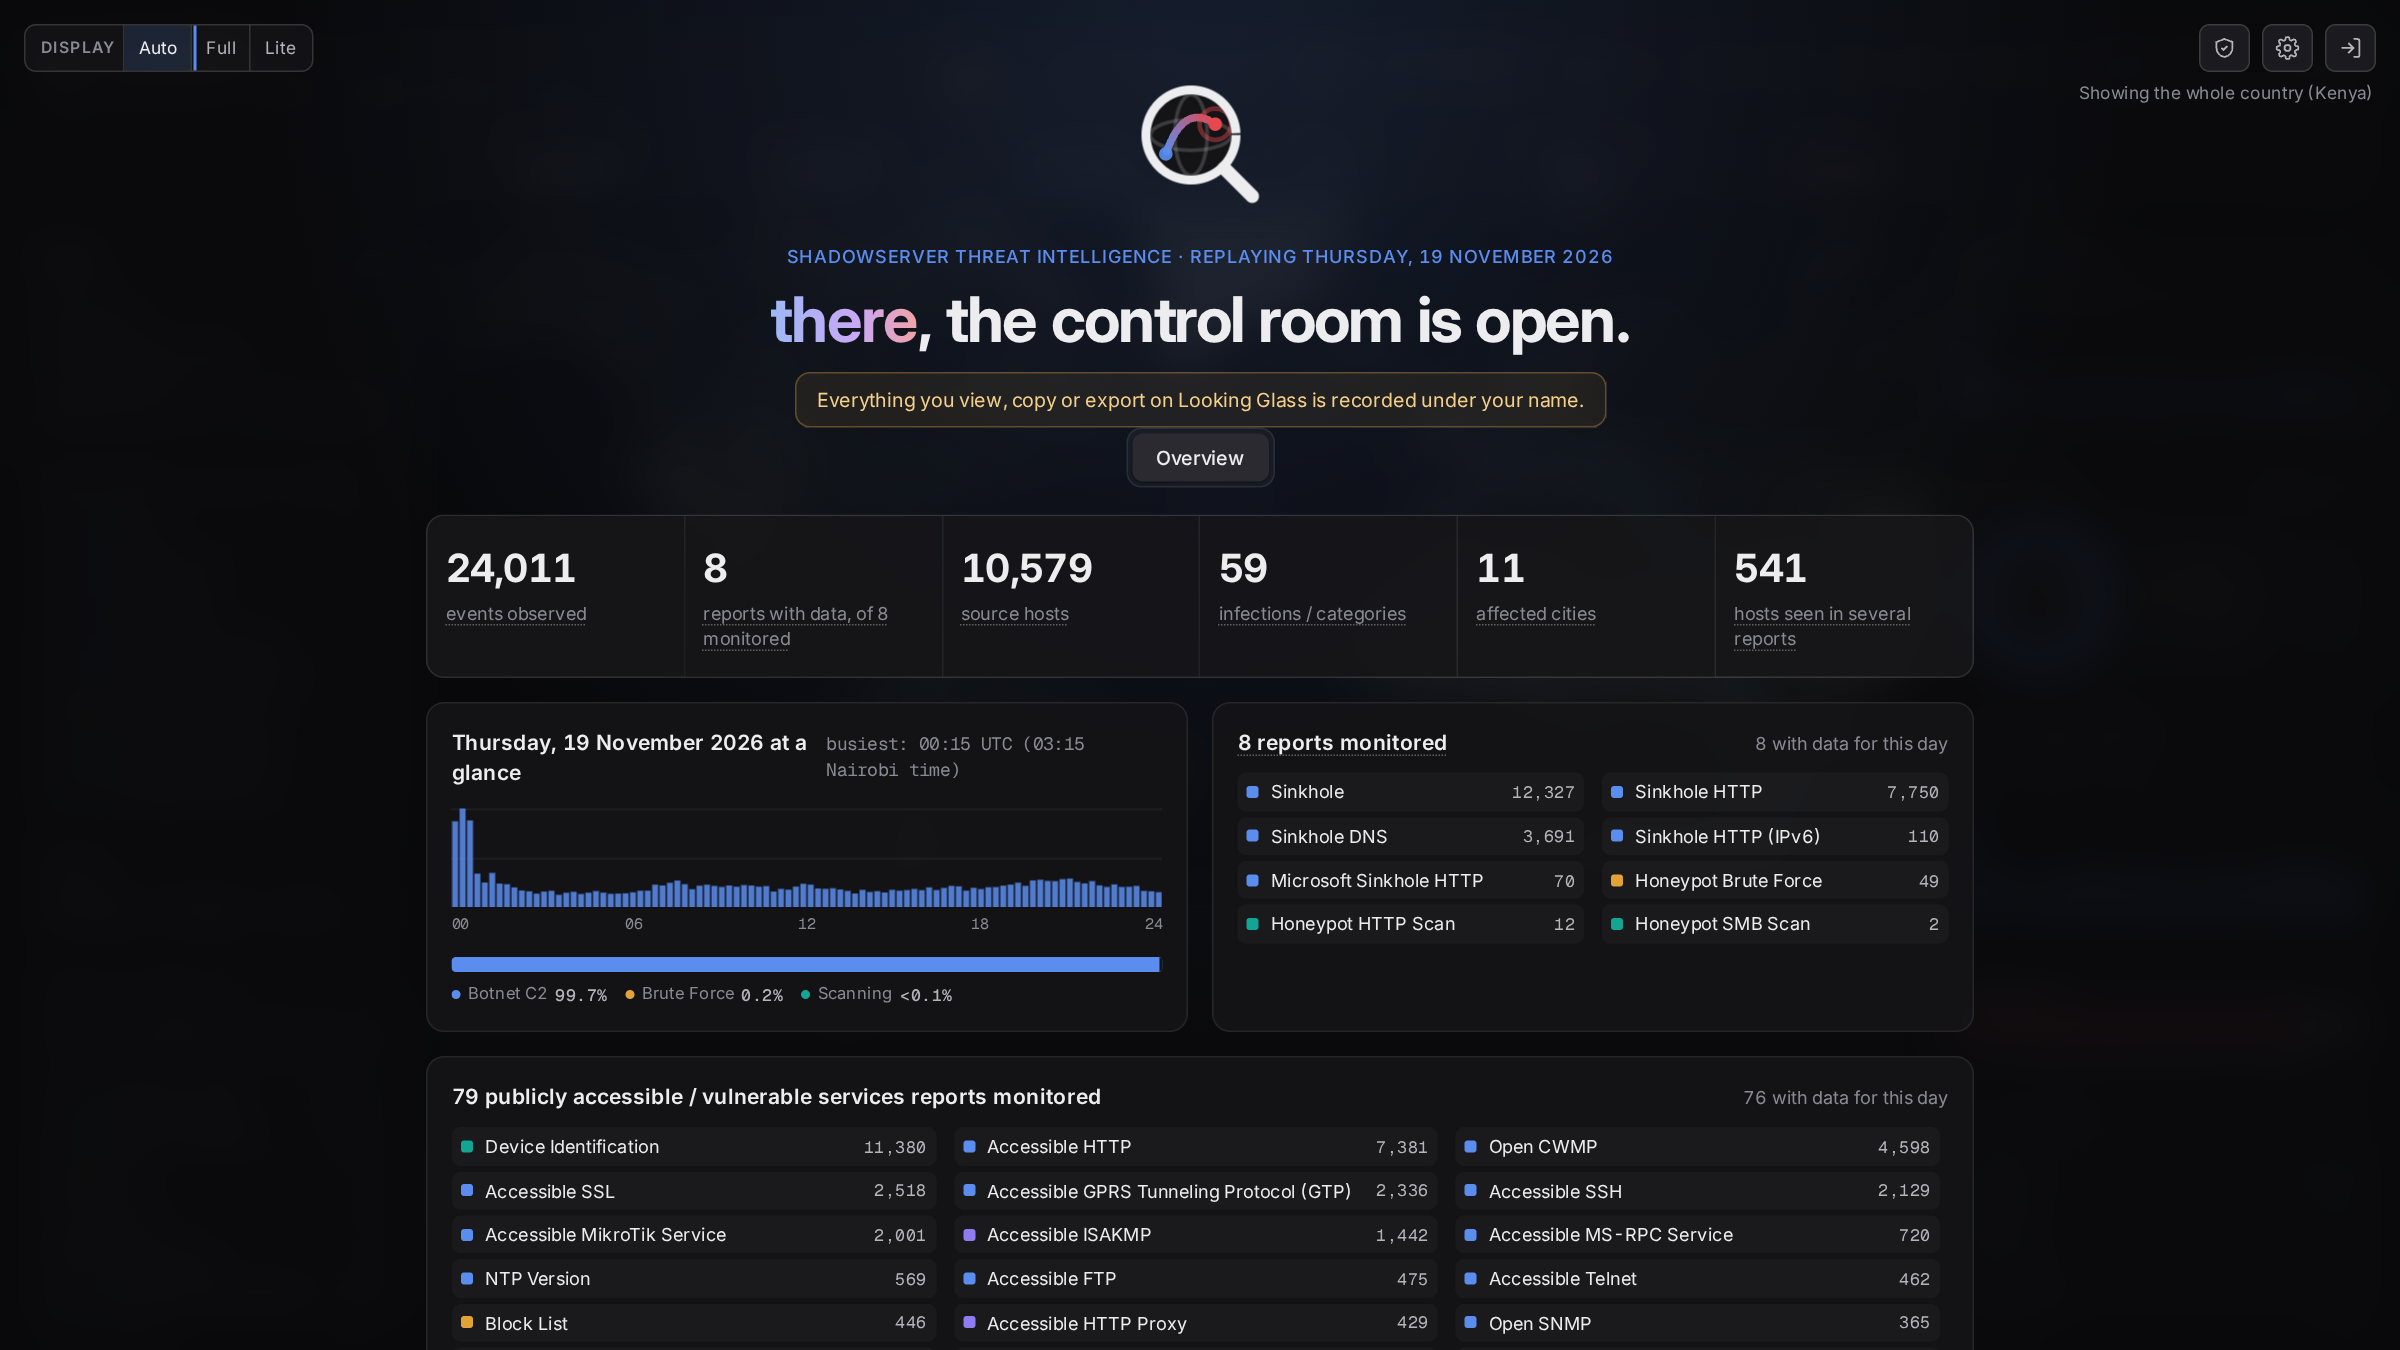 DISPLAY Auto Full Lite
Showing the whole country (Kenya)
SHADOWSERVER THREAT INTELLIGENCE · REPLAYING THURSDAY, 19 NOVEMBER 2026
there, the control room is open.
Everything you view, copy or export on Looking Glass is recorded under your name.
Overview
24,011
events observed
8
reports with data, of 8
monitored
10,579
source hosts
59
infections / categories
11
affected cities
541
hosts seen in several
reports
Thursday, 19 November 2026 at a
glance
busiest: 00:15 UTC (03:15
Nairobi time)
00 06 12 18 24
Botnet C2 99.7% Brute Force 0.2% Scanning <0.1%
8 reports monitored
8 with data for this day
Sinkhole 12,327
Sinkhole HTTP 7,750
Sinkhole DNS 3,691
Sinkhole HTTP (IPv6) 110
Microsoft Sinkhole HTTP 70
Honeypot Brute Force 49
Honeypot HTTP Scan 12
Honeypot SMB Scan 2
79 publicly accessible / vulnerable services reports monitored
76 with data for this day
Device Identification 11,380
Accessible HTTP 7,381
Open CWMP 4,598
Accessible SSL 2,518
Accessible GPRS Tunneling Protocol (GTP) 2,336
Accessible SSH 2,129
Accessible MikroTik Service 2,001
Accessible ISAKMP 1,442
Accessible MS-RPC Service 720
NTP Version 569
Accessible FTP 475
Accessible Telnet 462
Block List 446
Accessible HTTP Proxy 429
Open SNMP 365